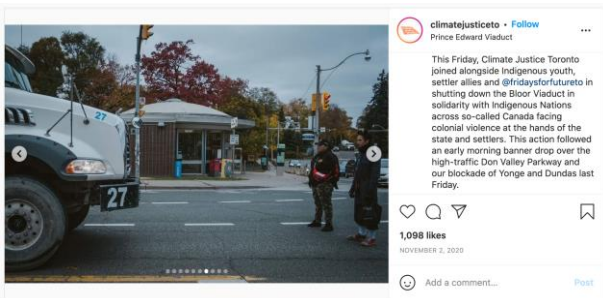 27
27
climatejusticeto • Follow
Prince Edward Viaduct
This Friday, Climate Justice Toronto
joined alongside Indigenous youth,
settler allies and @fridaysforfutureto in
shutting down the Bloor Viaduct in
solidarity with Indigenous Nations
across so-called Canada facing
colonial violence at the hands of the
state and settlers. This action followed
an early morning banner drop over the
high-traffic Don Valley Parkway and
our blockade of Yonge and Dundas last
Friday.
1,098 likes
NOVEMBER 2, 2020
Add a comment...
Post